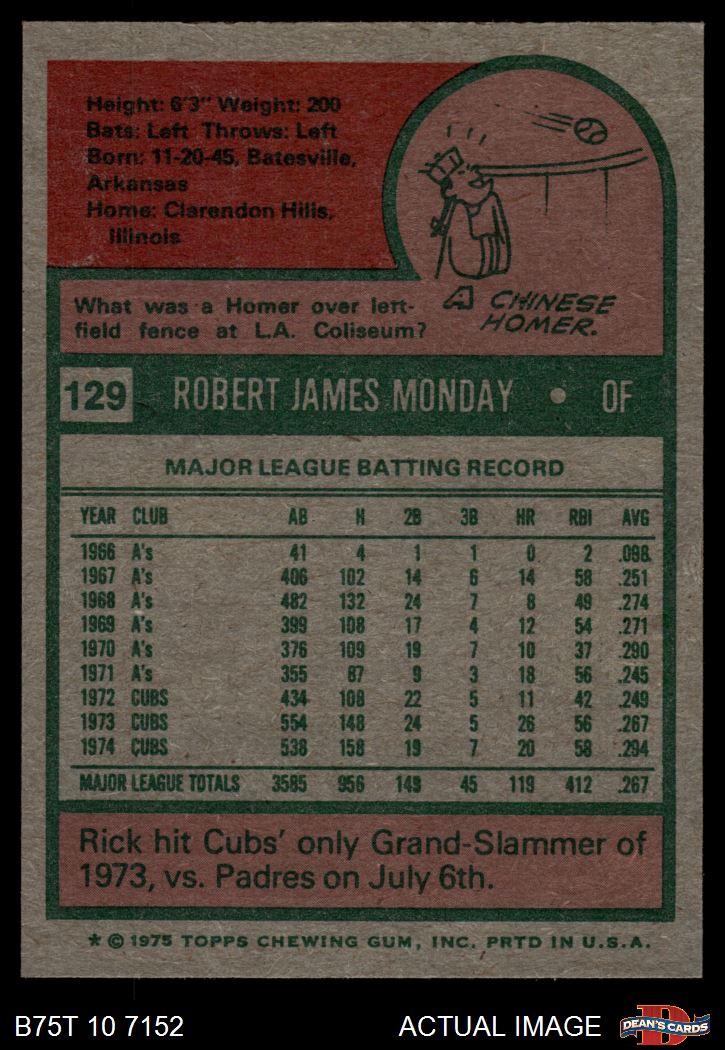 Height: 6'3" Weight: 200
Bats: Left Throws: Left
Born: 11-20-45, Batesville,
Arkansas
Home: Clarendon Hills,
Illinois
A CHINESE
HOMER.
What was a Homer over left-
field fence at L.A. Coliseum?
129 ROBERT JAMES MONDAY • OF
MAJOR LEAGUE BATTING RECORD
YEAR CLUB AB H 2B 3B HR RBI AVG
1966 A's 41 4 1 1 0 2 .098
1967 A's 406 102 14 6 14 58 .251
1968 A's 482 132 24 7 8 49 .274
1969 A's 399 108 17 4 12 54 .271
1970 A's 376 109 19 7 10 37 .290
1971 A's 355 87 9 3 18 56 .245
1972 CUBS 434 108 22 5 11 42 .249
1973 CUBS 554 148 24 5 26 56 .267
1974 CUBS 538 158 19 7 20 58 .294
MAJOR LEAGUE TOTALS 3585 956 149 45 119 412 .267
Rick hit Cubs' only Grand-Slammer of
1973, vs. Padres on July 6th.
* © 1975 TOPPS CHEWING GUM, INC. PRTD IN U.S.A.
B75T 10 7152 ACTUAL IMAGE D DEAN'S CARDS